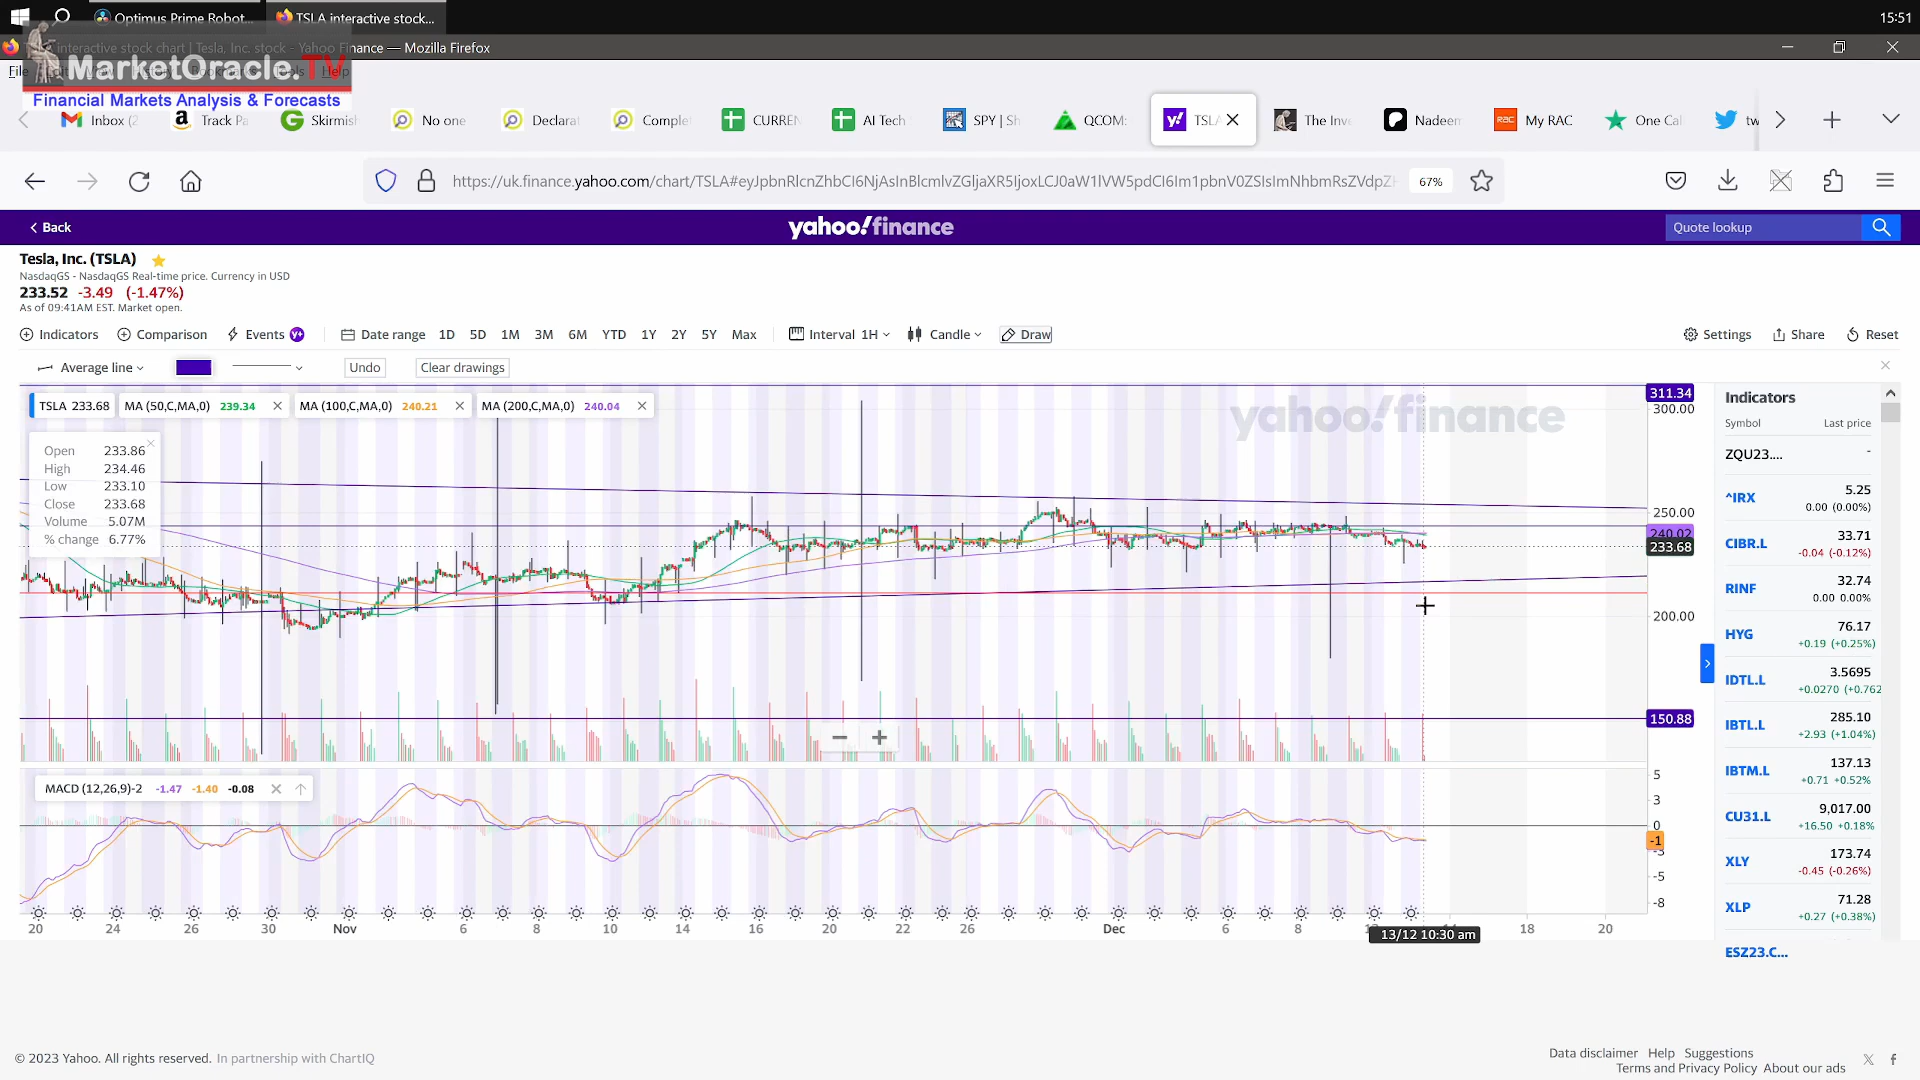 Optimus Prime Robot...
TSLA interactive stock...
15:51
interactive stock chart | Tesla, Inc. stock - Yahoo Finance — Mozilla Firefox
File Help
MarketOracle.TV
Financial Markets Analysis & Forecasts
Inbox (2
Track Pa
Skirmish
No one
Declarat
Comple
CURREN
AI Tech
SPY | Sh
QCOM:
TSLA
The Inve
Nadeem
RAC
My RAC
One Cal
tw
67%
< Back
yahoo!finance
Quote lookup
Tesla, Inc. (TSLA)
NasdaqGS - NasdaqGS Real-time price. Currency in USD
233.52 -3.49 (-1.47%)
As of 09:41AM EST. Market open.
Indicators
Comparison
Events
Date range 1D 5D 1M 3M 6M YTD 1Y 2Y 5Y Max
Interval 1H
Candle
Draw
Settings
Share
Reset
Average line
Undo
Clear drawings
TSLA 233.68
MA (50,C,MA,0) 239.34
MA (100,C,MA,0) 240.21
MA (200,C,MA,0) 240.04
yahoo!finance
Open 233.86
High 234.46
Low 233.10
Close 233.68
Volume 5.07M
% change 6.77%
311.34
300.00
250.00
240.02
233.68
200.00
150.88
MACD (12,26,9)-2 -1.47 -1.40 -0.08
5
3
0
-1
-3
-5
-8
20 24 26 30 Nov 6 8 10 14 16 20 22 26 Dec 6 8 18 20
13/12 10:30 am
Indicators
Symbol Last price
ZQU23.... -
^IRX 5.25
0.00 (0.00%)
CIBR.L 33.71
-0.04 (-0.12%)
RINF 32.74
0.00 0.00%
HYG 76.17
+0.19 (+0.25%)
IDTL.L 3.5695
+0.0270 (+0.762
IBTL.L 285.10
+2.93 (+1.04%)
IBTM.L 137.13
+0.71 +0.52%
CU31.L 9,017.00
+16.50 +0.18%
XLY 173.74
-0.45 (-0.26%)
XLP 71.28
+0.27 (+0.38%)
ESZ23.C...
© 2023 Yahoo. All rights reserved. In partnership with ChartIQ
Data disclaimer Help Suggestions
Terms and Privacy Policy About our ads